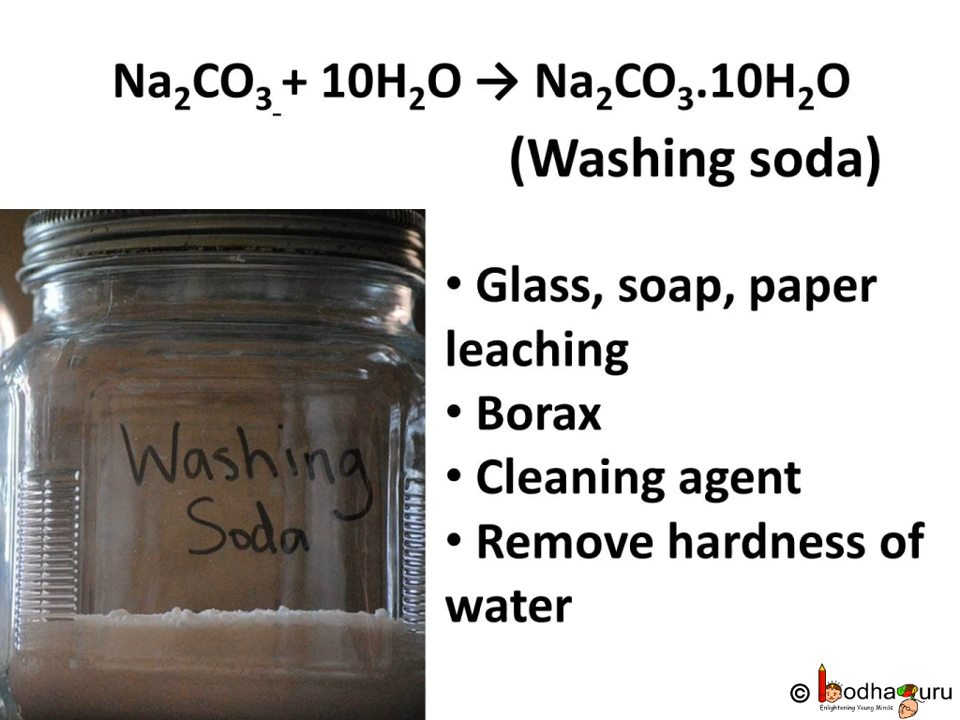 Na₂CO₃ + 10H₂O → Na₂CO₃.10H₂O
(Washing soda)
Washing
Soda
• Glass, soap, paper
leaching
• Borax
• Cleaning agent
• Remove hardness of
water
© bodhaguru
Enlightening Young Minds